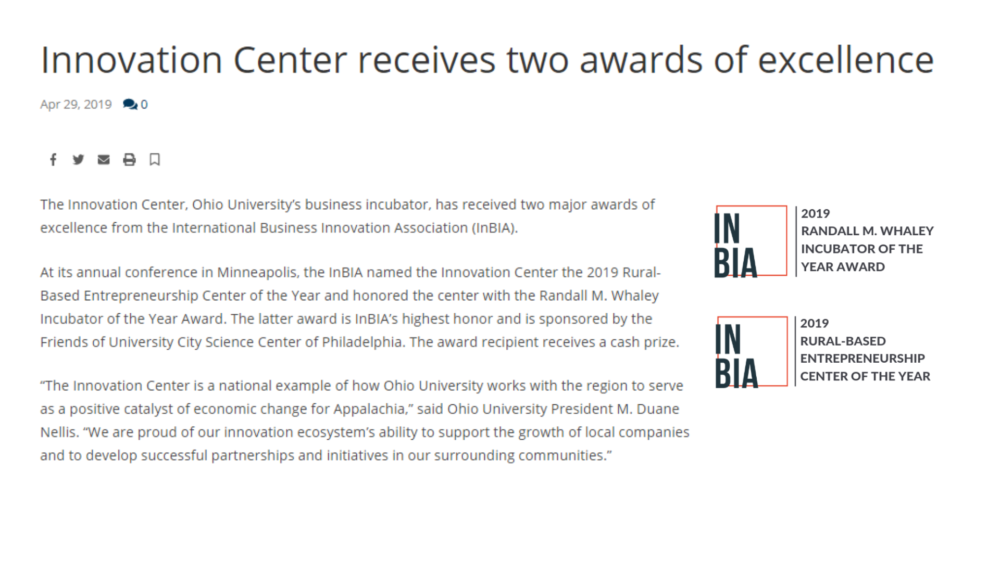 Innovation Center receives two awards of excellence
Apr 29, 2019 0
The Innovation Center, Ohio University’s business incubator, has received two major awards of
excellence from the International Business Innovation Association (InBIA).
At its annual conference in Minneapolis, the InBIA named the Innovation Center the 2019 Rural-
Based Entrepreneurship Center of the Year and honored the center with the Randall M. Whaley
Incubator of the Year Award. The latter award is InBIA’s highest honor and is sponsored by the
Friends of University City Science Center of Philadelphia. The award recipient receives a cash prize.
“The Innovation Center is a national example of how Ohio University works with the region to serve
as a positive catalyst of economic change for Appalachia,” said Ohio University President M. Duane
Nellis. “We are proud of our innovation ecosystem’s ability to support the growth of local companies
and to develop successful partnerships and initiatives in our surrounding communities.”
IN
BIA
2019
RANDALL M. WHALEY
INCUBATOR OF THE
YEAR AWARD
IN
BIA
2019
RURAL-BASED
ENTREPRENEURSHIP
CENTER OF THE YEAR